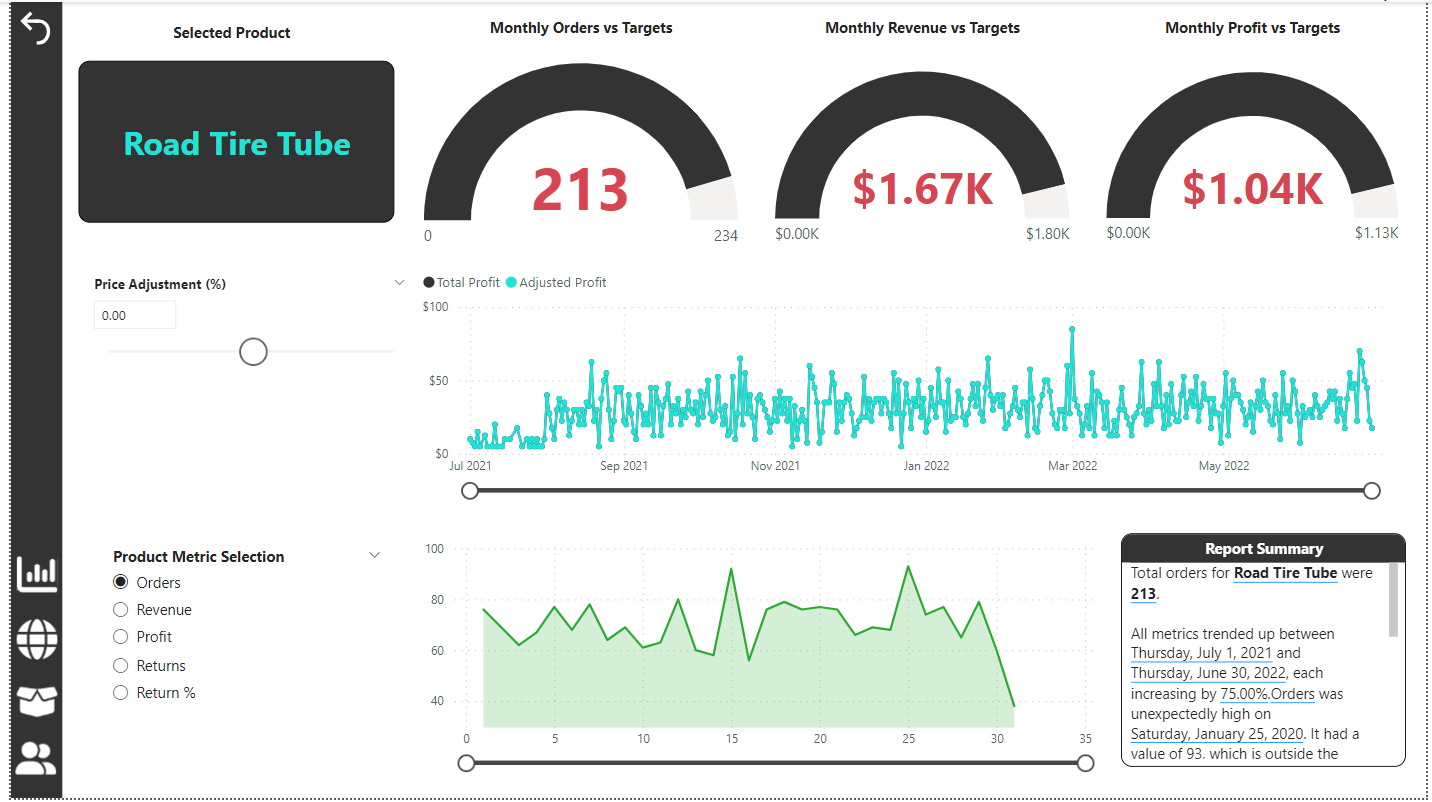 Selected Product
Road Tire Tube
Monthly Orders vs Targets
213
0
234
Monthly Revenue vs Targets
$1.67K
$0.00K
$1.80K
Monthly Profit vs Targets
$1.04K
$0.00K
$1.13K
Price Adjustment (%)
0.00
Total Profit
Adjusted Profit
$100
$50
$0
Jul 2021
Sep 2021
Nov 2021
Jan 2022
Mar 2022
May 2022
Product Metric Selection
Orders
Revenue
Profit
Returns
Return %
100
80
60
40
0
5
10
15
20
25
30
35
Report Summary
Total orders for Road Tire Tube were
213.
All metrics trended up between
Thursday, July 1, 2021 and
Thursday, June 30, 2022, each
increasing by 75.00%.Orders was
unexpectedly high on
Saturday, January 25, 2020. It had a
value of 93. which is outside the